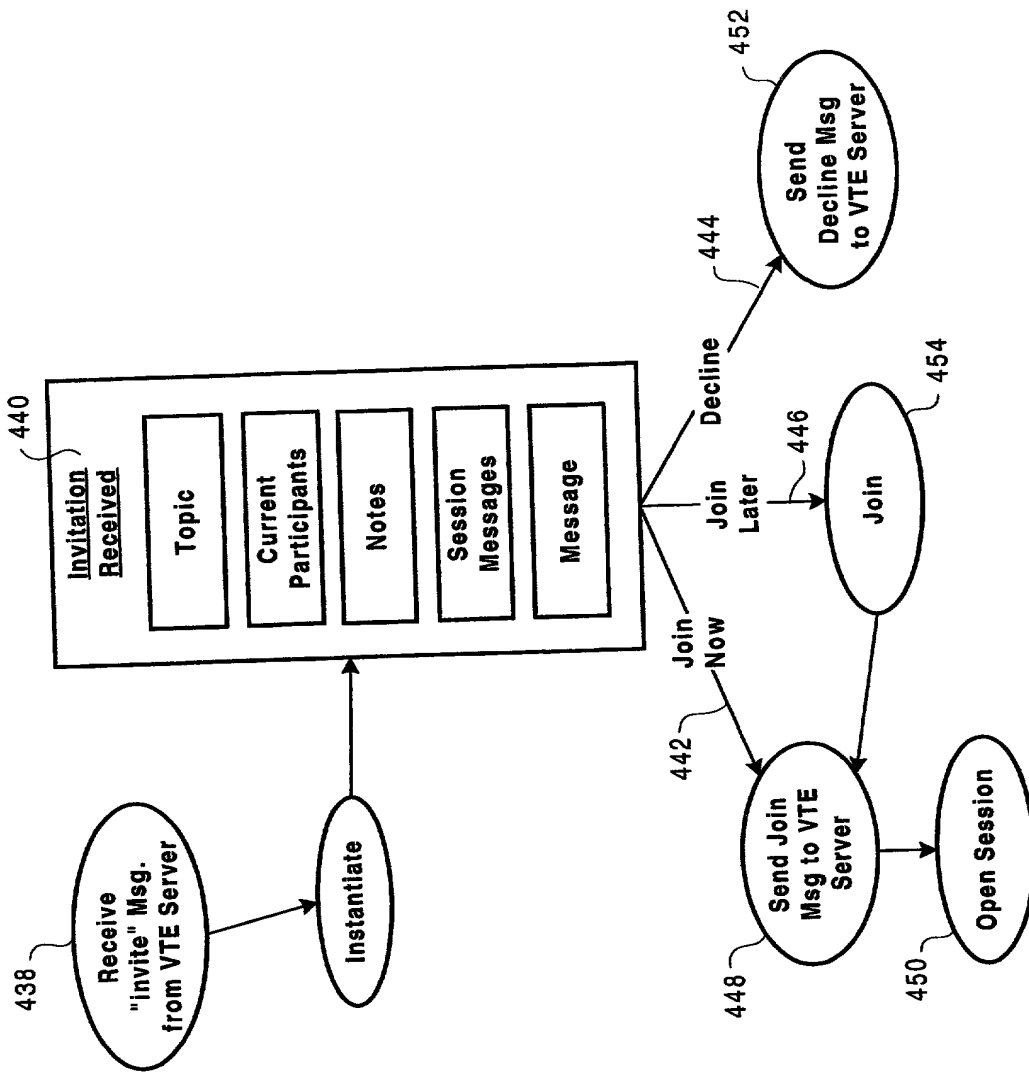 438
Receive
"invite" Msg.
from VTE Server
Instantiate
440
Invitation
Received
Topic
Current
Participants
Notes
Session
Messages
Message
442
Join
Now
Join
Later
446
Decline
444
448
Send Join
Msg to VTE
Server
450
Open Session
Join
454
Send
Decline Msg
to VTE Server
452